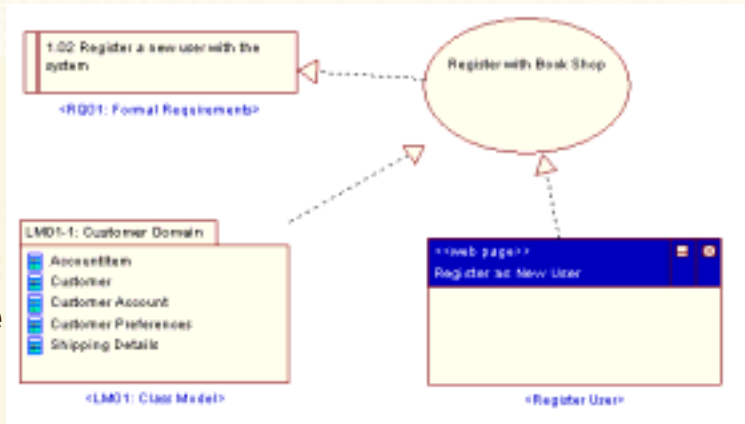 1.02 Register a new user with the
system
<RQ01: Formal Requirements>
Register with Book Shop
LM01-1: Customer Domain
AccountItem
Customer
Customer Account
Customer Preferences
Shipping Details
<LM01: Class Model>
<<web page>>
Register as New User
<Register User>
e